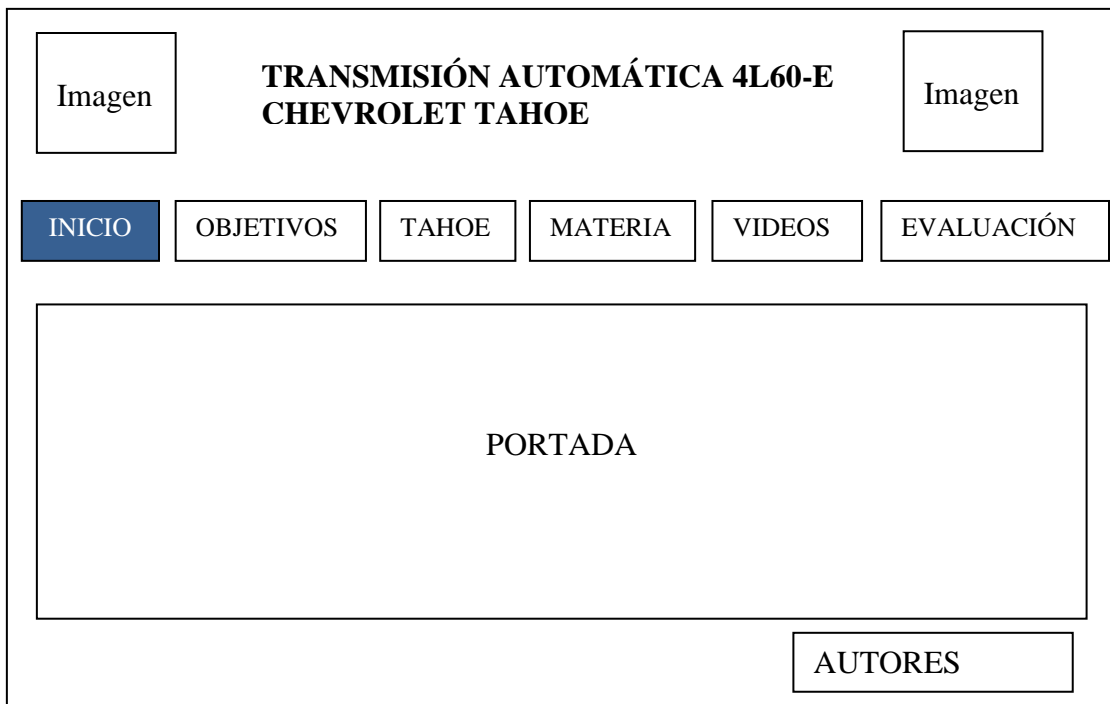 Imagen
TRANSMISIÓN AUTOMÁTICA 4L60-E
CHEVROLET TAHOE
Imagen
INICIO
OBJETIVOS
TAHOE
MATERIA
VIDEOS
EVALUACIÓN
PORTADA
AUTORES